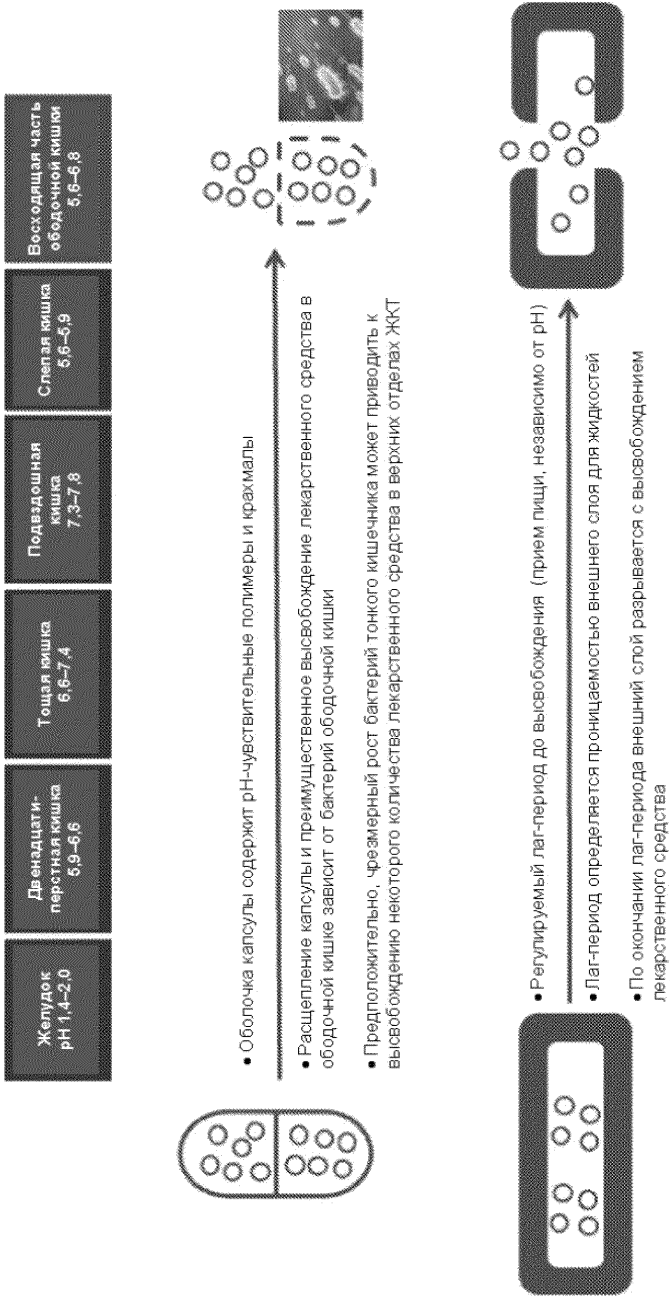 Желудок
pH 1,4–2,0
Двенадцати-
перстная кишка
5,9–6,6
Тощая кишка
6,6–7,4
Подвздошная
кишка
7,3–7,8
Слепая кишка
5,6–5,9
Восходящая часть
ободочной кишки
5,6–6,8
• Оболочка капсулы содержит pH-чувствительные полимеры и крахмалы
• Расщепление капсулы и преимущественное высвобождение лекарственного средства в
ободочной кишке зависит от бактерий ободочной кишки
• Предположительно, чрезмерный рост бактерий тонкого кишечника может приводить к
высвобождению некоторого количества лекарственного средства в верхних отделах ЖКТ
• Регулируемый лаг-период до высвобождения (прием пищи, независимо от pH)
• Лаг-период определяется проницаемостью внешнего слоя для жидкостей
• По окончании лаг-периода внешний слой разрывается с высвобождением
лекарственного средства